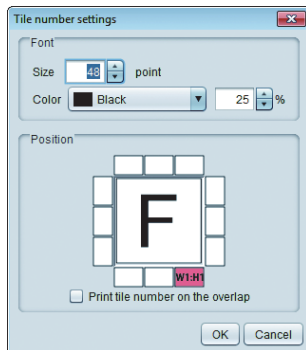 Tile number settings
Font
Size 48 point
Color Black 25 %
Position
F
W1:H1
Print tile number on the overlap
OK Cancel